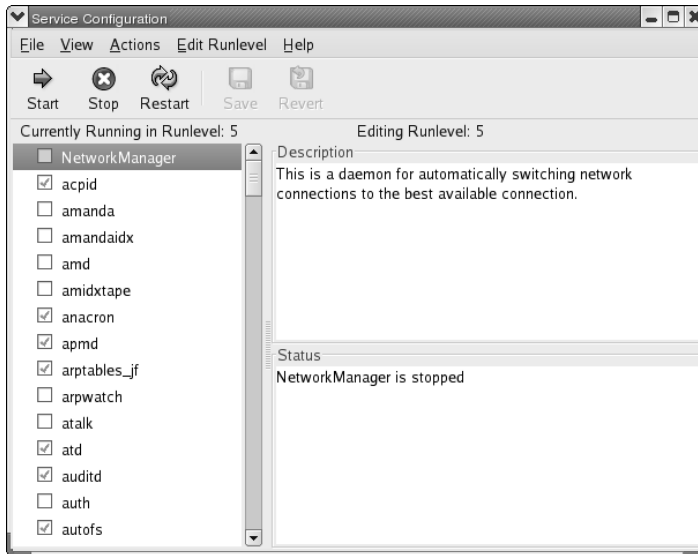 Service Configuration
File View Actions Edit Runlevel Help
Start Stop Restart Save Revert
Currently Running in Runlevel: 5 Editing Runlevel: 5
NetworkManager
acpid
amanda
amandaidx
amd
amidxtape
anacron
apmd
arptables_jf
arpwatch
atalk
atd
auditd
auth
autofs
Description
This is a daemon for automatically switching network
connections to the best available connection.
Status
NetworkManager is stopped